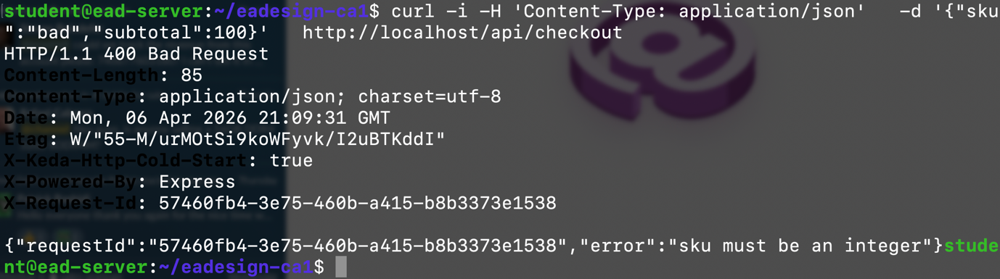 student@ead-server:~/eadesign-ca1$ curl -i -H 'Content-Type: application/json'   -d '{"sku
":"bad","subtotal":100}'   http://localhost/api/checkout
HTTP/1.1 400 Bad Request
Content-Length: 85
Content-Type: application/json; charset=utf-8
Date: Mon, 06 Apr 2026 21:09:31 GMT
Etag: W/"55-M/urMOtSi9koWFyvk/I2uBTKddI"
X-Keda-Http-Cold-Start: true
X-Powered-By: Express
X-Request-Id: 57460fb4-3e75-460b-a415-b8b3373e1538

{"requestId":"57460fb4-3e75-460b-a415-b8b3373e1538","error":"sku must be an integer"}stude
nt@ead-server:~/eadesign-ca1$